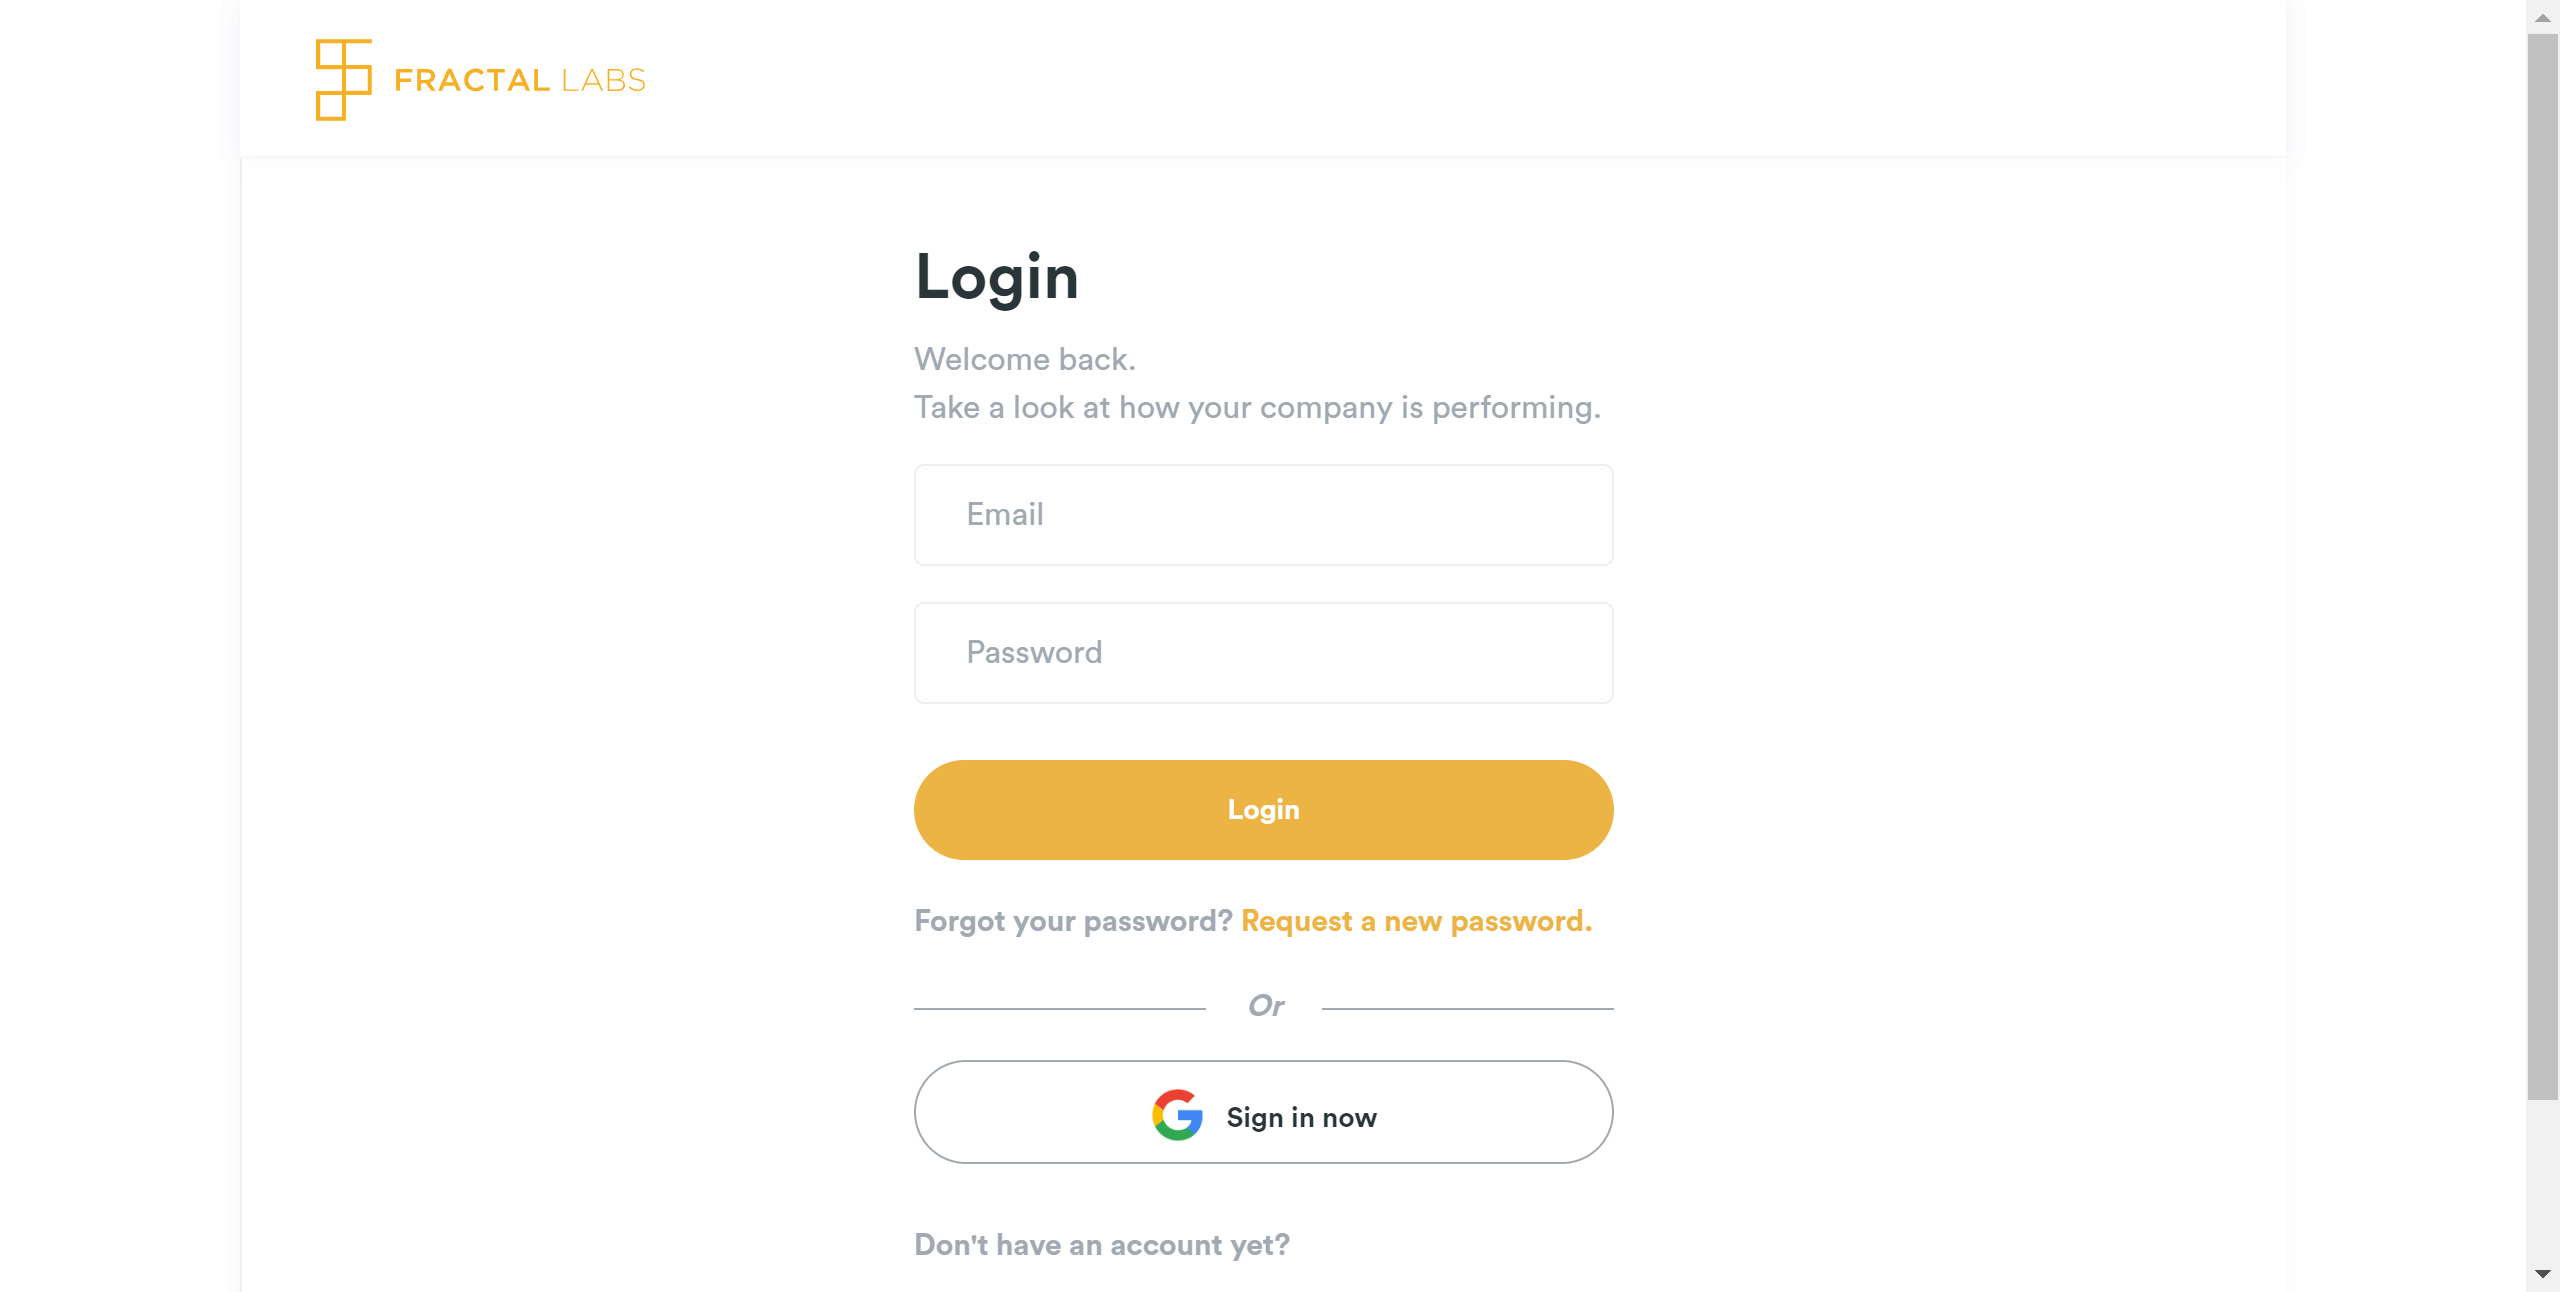 FRACTAL LABS
Login
Welcome back.
Take a look at how your company is performing.
Email
Password
Login
Forgot your password? Request a new password.
Or
Sign in now
Don't have an account yet?